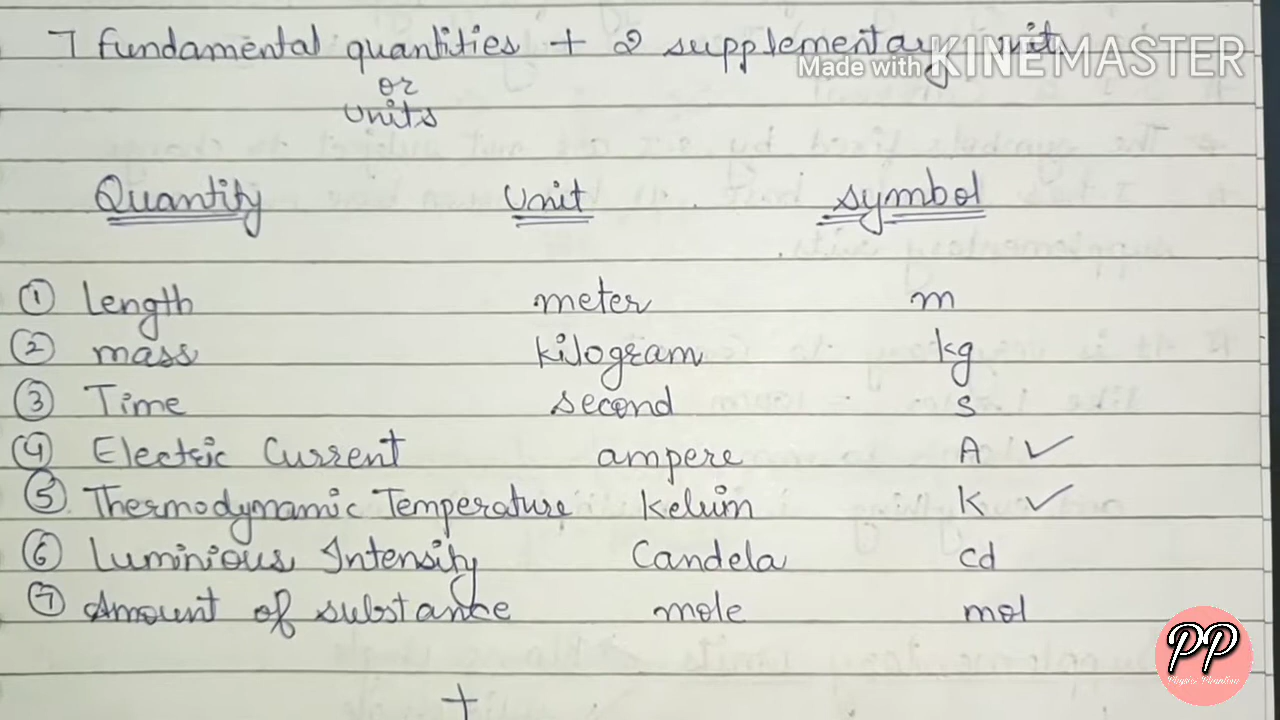 7 fundamental quantities + 2 supplementary unit
Made with KINEMASTER
or
units
Quantity Unit Symbol
① Length meter m
② mass kilogram kg
③ Time second s
④ Electric Current ampere A ✓
⑤ Thermodynamic Temperature kelvin K ✓
⑥ Luminious Intensity Candela cd
⑦ Amount of substance mole mol
PP
+